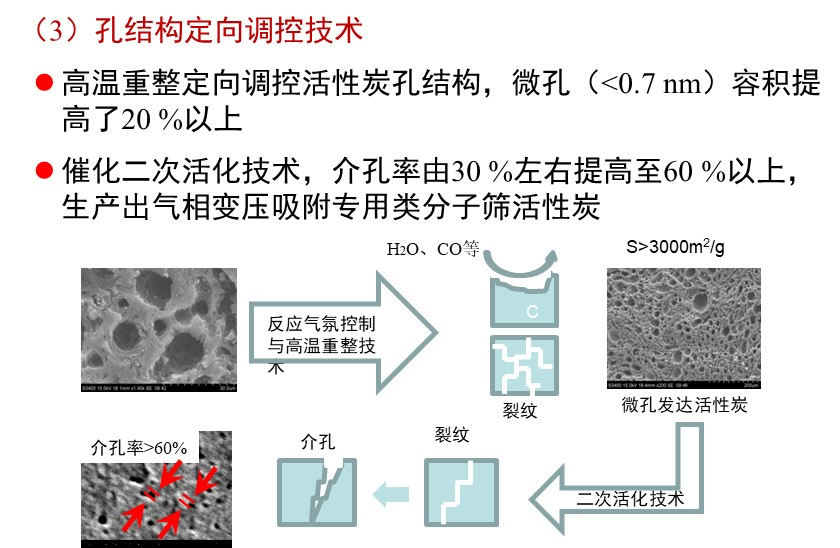 （3）孔结构定向调控技术
高温重整定向调控活性炭孔结构，微孔（<0.7 nm）容积提
高了20 %以上
催化二次活化技术，介孔率由30 %左右提高至60 %以上，
生产出气相变压吸附专用类分子筛活性炭
H2O、CO等
S>3000m²/g
反应气氛控制
与高温重整技
术
C
裂纹
微孔发达活性炭
介孔率>60%
介孔
裂纹
二次活化技术